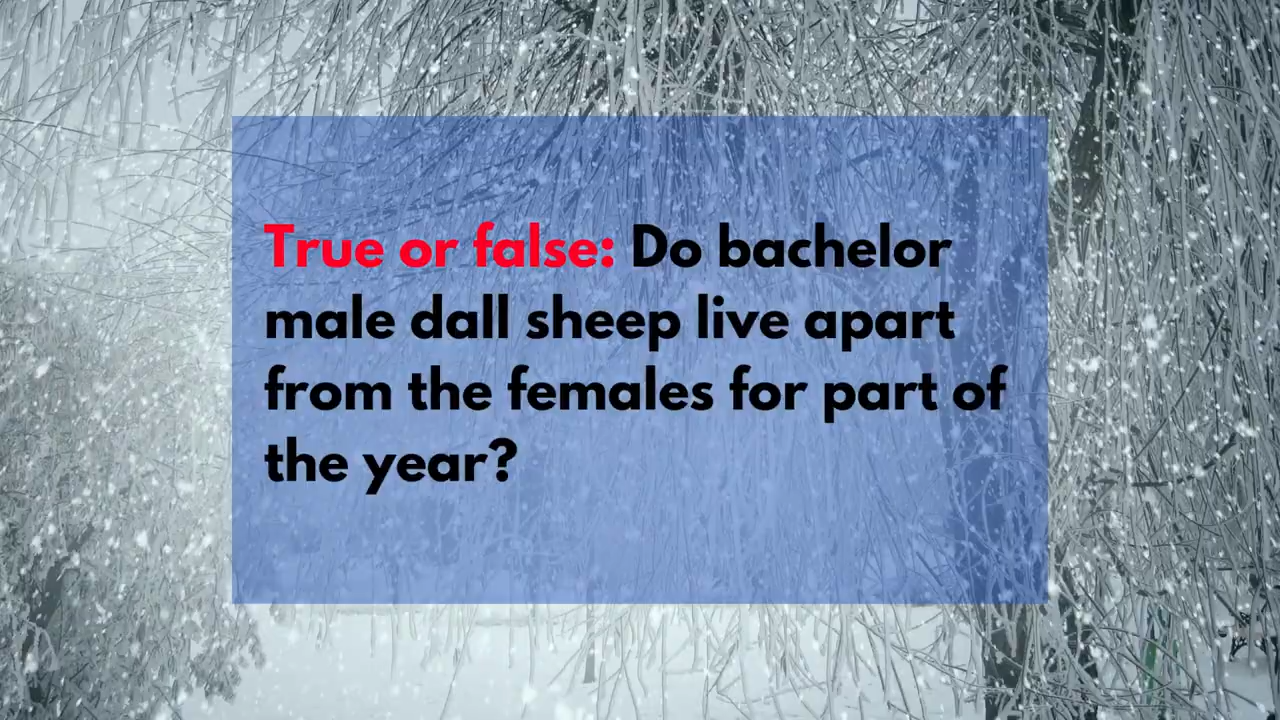 True or false: Do bachelor
male dall sheep live apart
from the females for part of
the year?